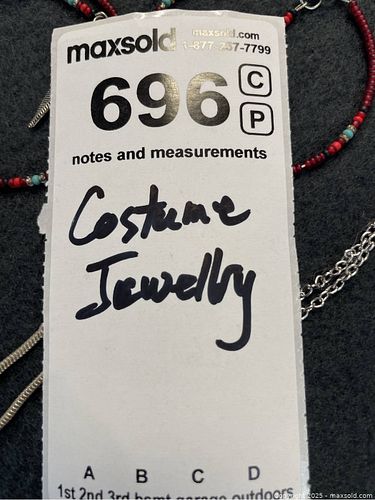 maxsold maxsold.com
1-877-257-7799
696 C
P
notes and measurements
Costume
Jewelly
A B C D
1st 2nd 3rd bsmt garage outdoors
Copyright 2025 - maxsold.com